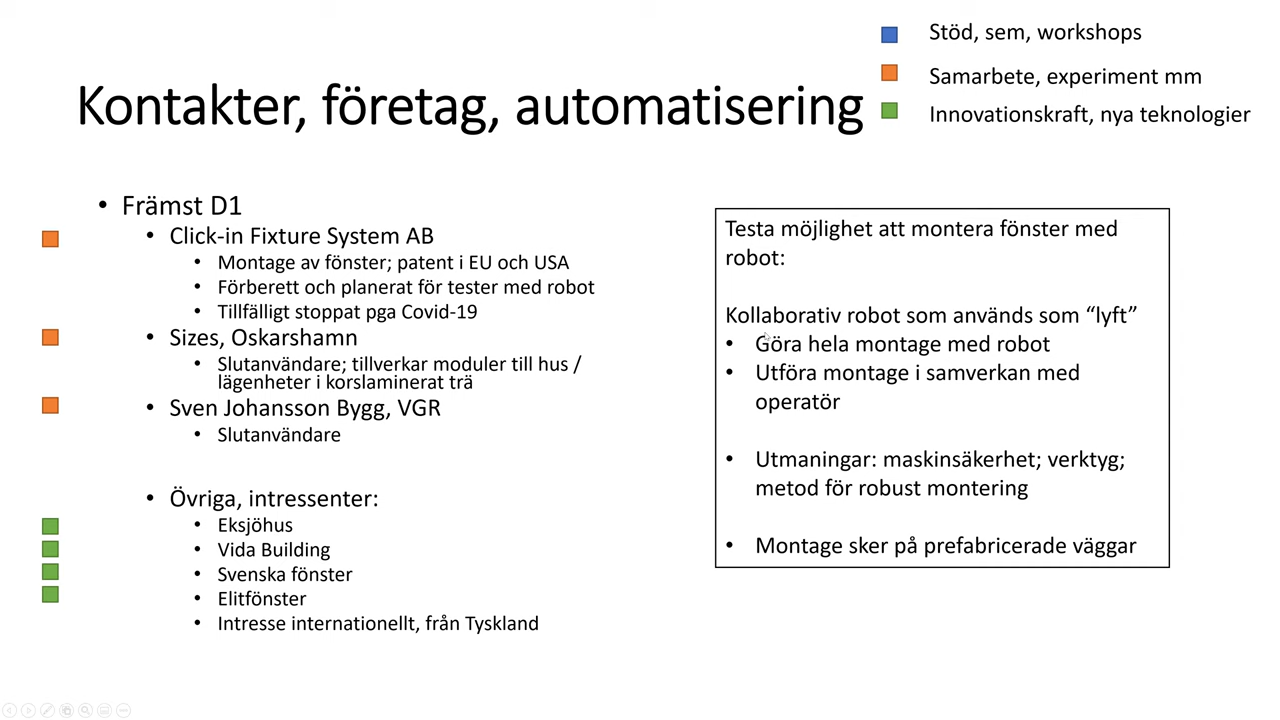 Stöd, sem, workshops
Samarbete, experiment mm
Innovationskraft, nya teknologier
Kontakter, företag, automatisering
• Främst D1
• Click-in Fixture System AB
• Montage av fönster; patent i EU och USA
• Förberett och planerat för tester med robot
• Tillfälligt stoppat pga Covid-19
• Sizes, Oskarshamn
• Slutanvändare; tillverkar moduler till hus /
lägenheter i korslaminerat trä
• Sven Johansson Bygg, VGR
• Slutanvändare
• Övriga, intressenter:
• Eksjöhus
• Vida Building
• Svenska fönster
• Elitfönster
• Intresse internationellt, från Tyskland
Testa möjlighet att montera fönster med
robot:
Kollaborativ robot som används som “lyft”
• Göra hela montage med robot
• Utföra montage i samverkan med
operatör
• Utmaningar: maskinsäkerhet; verktyg;
metod för robust montering
• Montage sker på prefabricerade väggar